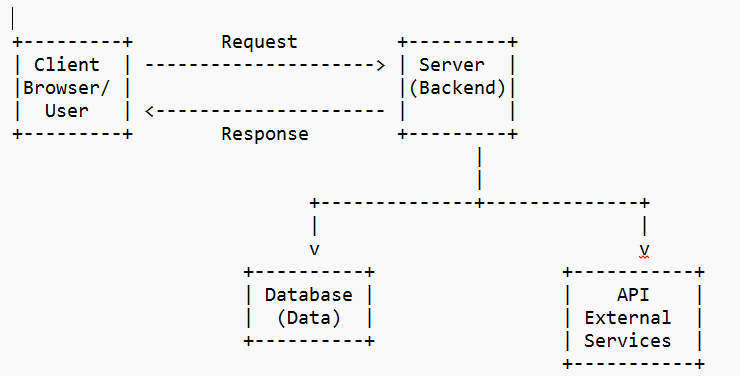 Request
Client
Server
Browser/
(Backend)
User
Response
Database
API
(Data)
External
Services